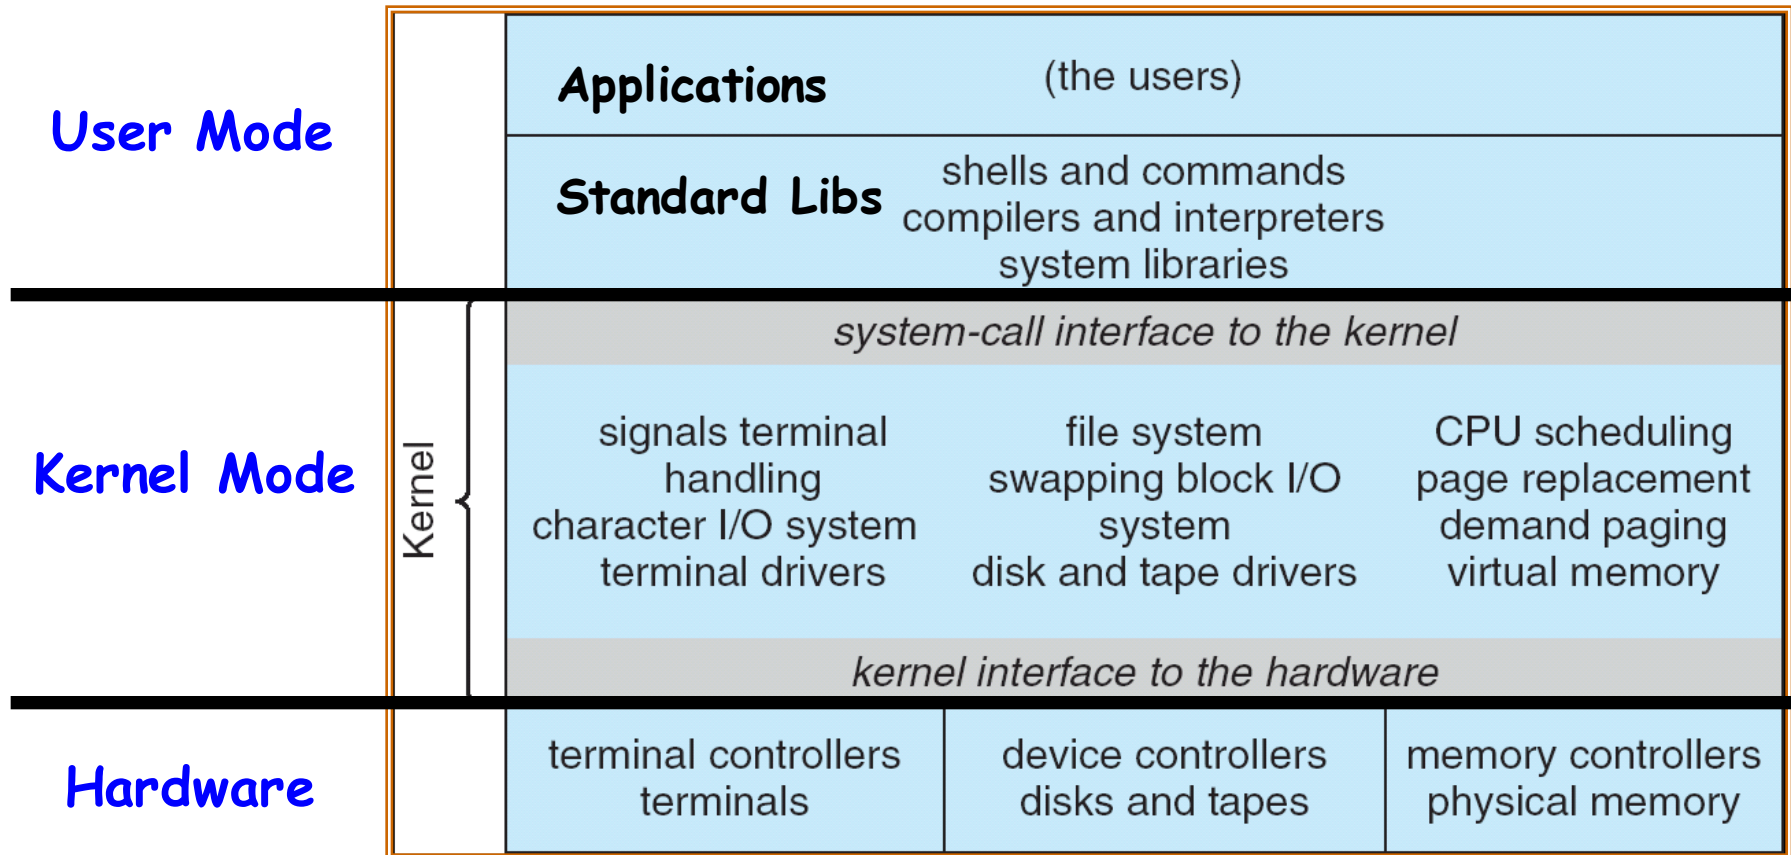 User Mode
Applications
(the users)
Standard Libs
shells and commands
compilers and interpreters
system libraries
Kernel Mode
Kernel
system-call interface to the kernel
signals terminal
handling
character I/O system
terminal drivers
file system
swapping block I/O
system
disk and tape drivers
CPU scheduling
page replacement
demand paging
virtual memory
kernel interface to the hardware
Hardware
terminal controllers
terminals
device controllers
disks and tapes
memory controllers
physical memory